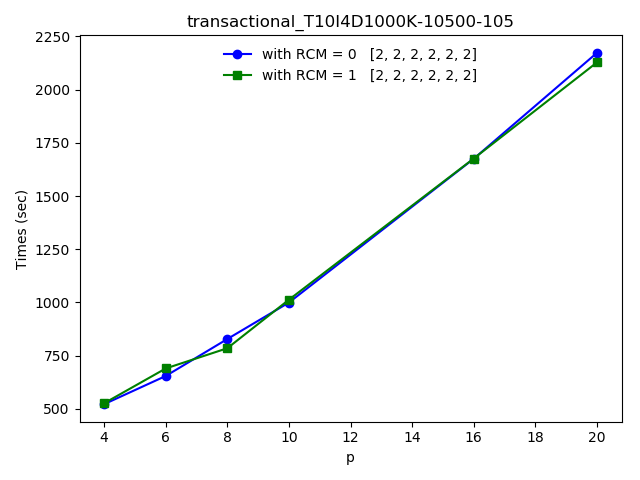 transactional_T10I4D1000K-10500-105
with RCM = 0 [2, 2, 2, 2, 2, 2]
with RCM = 1 [2, 2, 2, 2, 2, 2]
Times (sec)
2250
2000
1750
1500
1250
1000
750
500
4 6 8 10 12 14 16 18 20
p